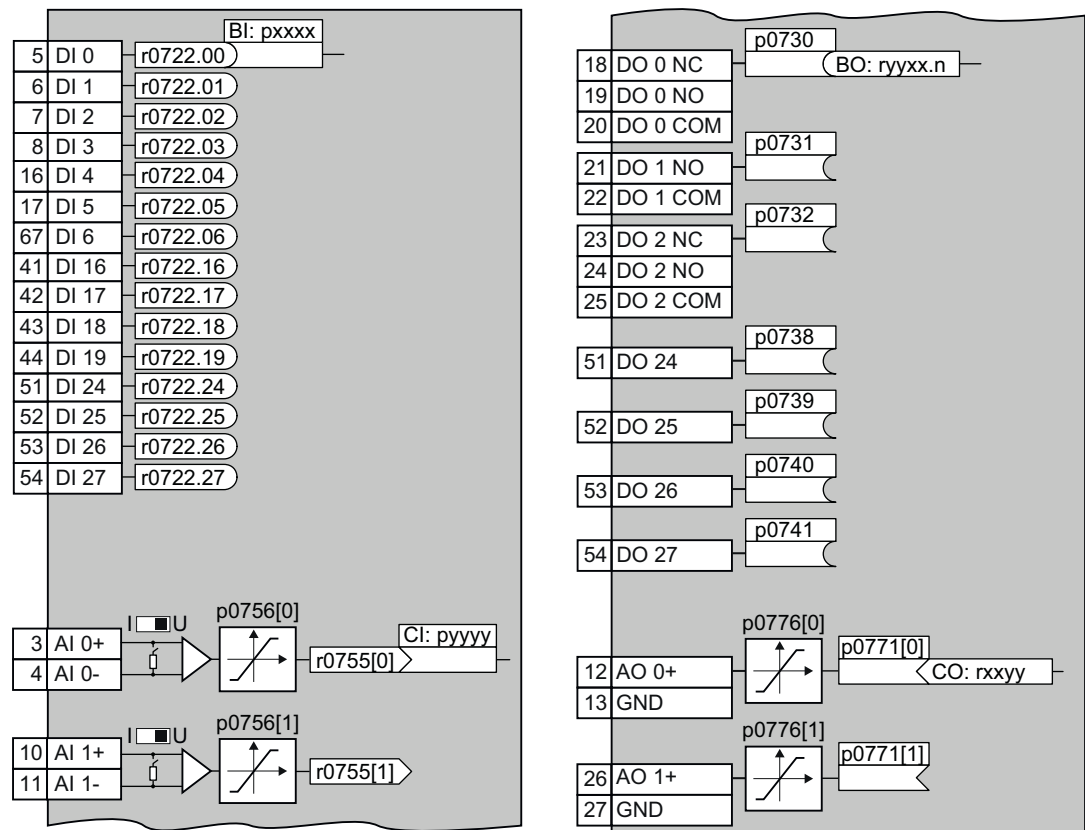 BI: pxxxx
5 DI 0 r0722.00
6 DI 1 r0722.01
7 DI 2 r0722.02
8 DI 3 r0722.03
16 DI 4 r0722.04
17 DI 5 r0722.05
67 DI 6 r0722.06
41 DI 16 r0722.16
42 DI 17 r0722.17
43 DI 18 r0722.18
44 DI 19 r0722.19
51 DI 24 r0722.24
52 DI 25 r0722.25
53 DI 26 r0722.26
54 DI 27 r0722.27
p0756[0]
I U
CI: pyyyy
3 AI 0+
r0755[0]
4 AI 0-
p0756[1]
I U
10 AI 1+
r0755[1]
11 AI 1-
p0730
18 DO 0 NC BO: ryyxx.n
19 DO 0 NO
20 DO 0 COM
p0731
21 DO 1 NO
22 DO 1 COM
p0732
23 DO 2 NC
24 DO 2 NO
25 DO 2 COM
p0738
51 DO 24
p0739
52 DO 25
p0740
53 DO 26
p0741
54 DO 27
p0776[0]
p0771[0]
12 AO 0+ CO: rxxyy
13 GND
p0776[1]
p0771[1]
26 AO 1+
27 GND